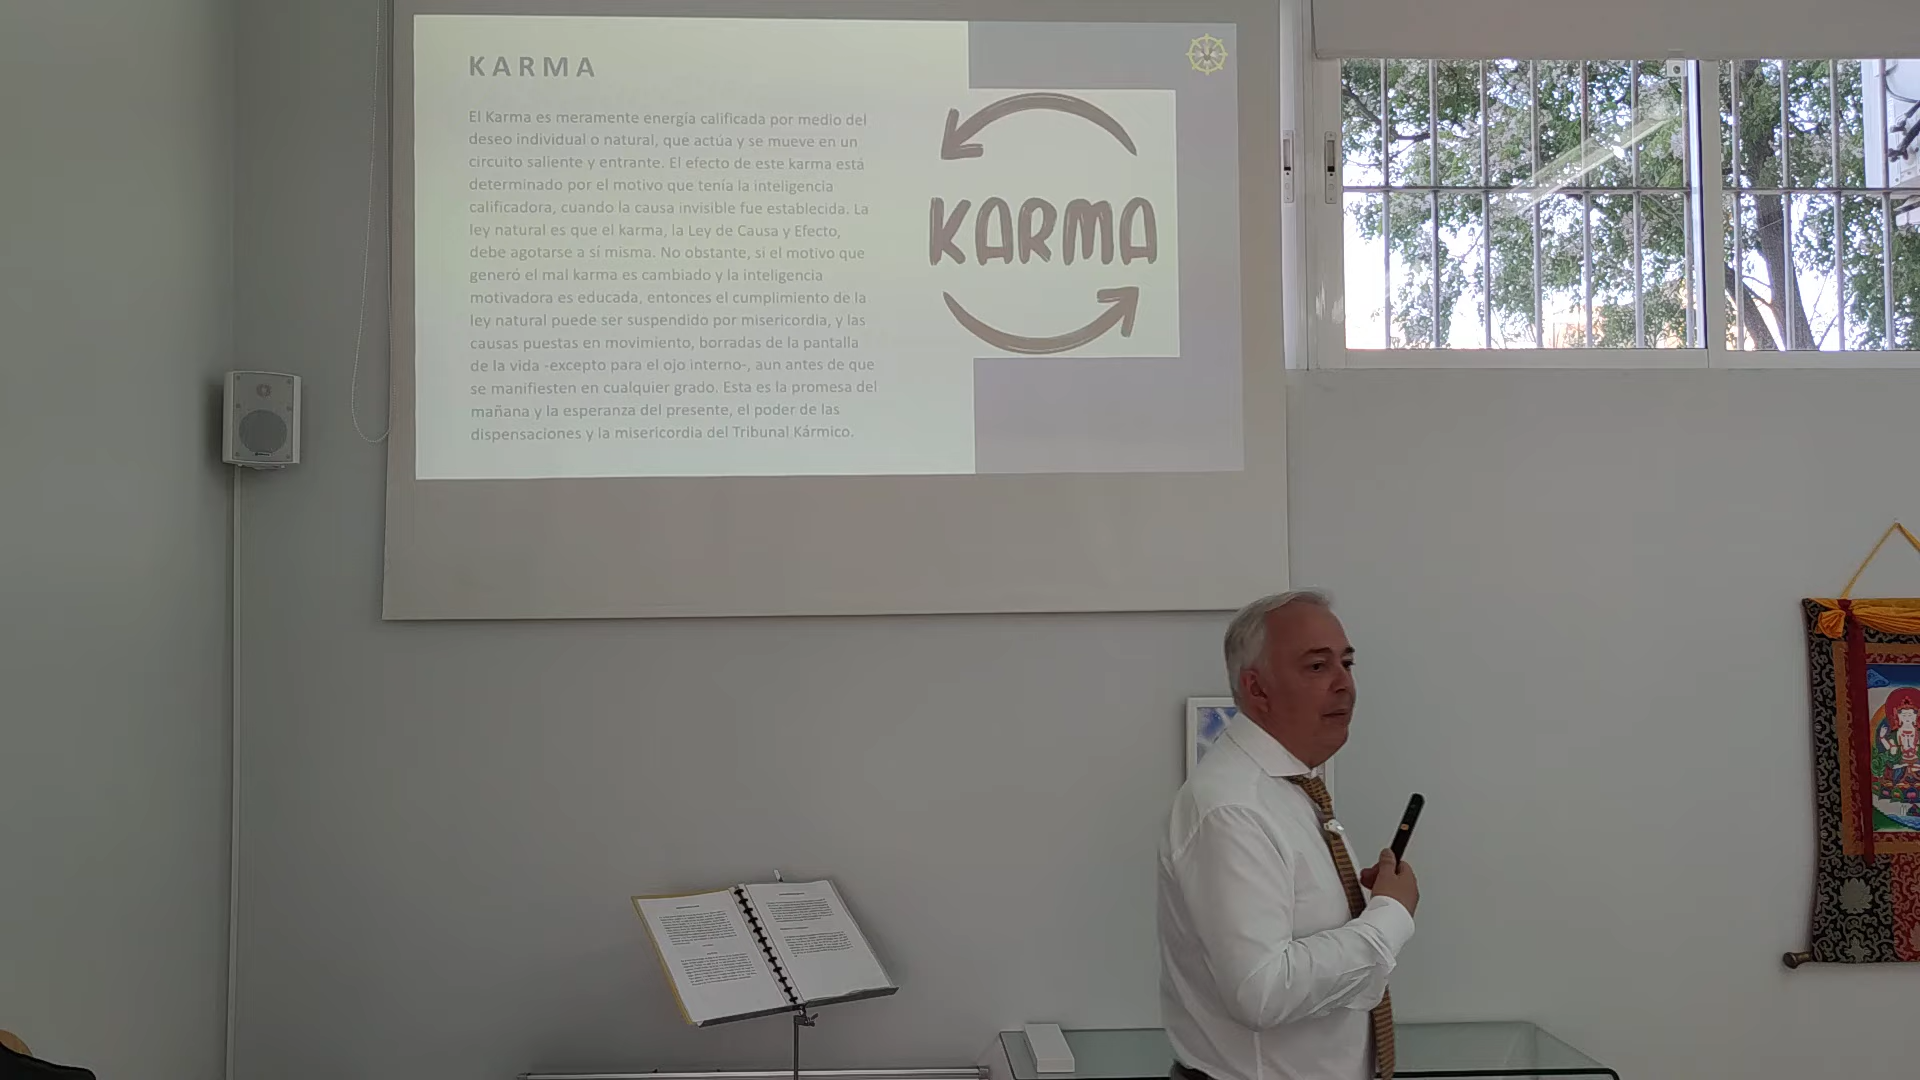 KARMA
El Karma es meramente energía calificada por medio del
deseo individual o natural, que actúa y se mueve en un
circuito saliente y entrante. El efecto de este karma está
determinado por el motivo que tenía la inteligencia
calificadora, cuando la causa invisible fue establecida. La
ley natural es que el karma, la Ley de Causa y Efecto,
debe agotarse a sí misma. No obstante, si el motivo que
generó el mal karma es cambiado y la inteligencia
motivadora es educada, entonces el cumplimiento de la
ley natural puede ser suspendido por misericordia, y las
causas puestas en movimiento, borradas de la pantalla
de la vida -excepto para el ojo interno-, aun antes de que
se manifiesten en cualquier grado. Esta es la promesa del
mañana y la esperanza del presente, el poder de las
dispensaciones y la misericordia del Tribunal Kármico.
KARMA